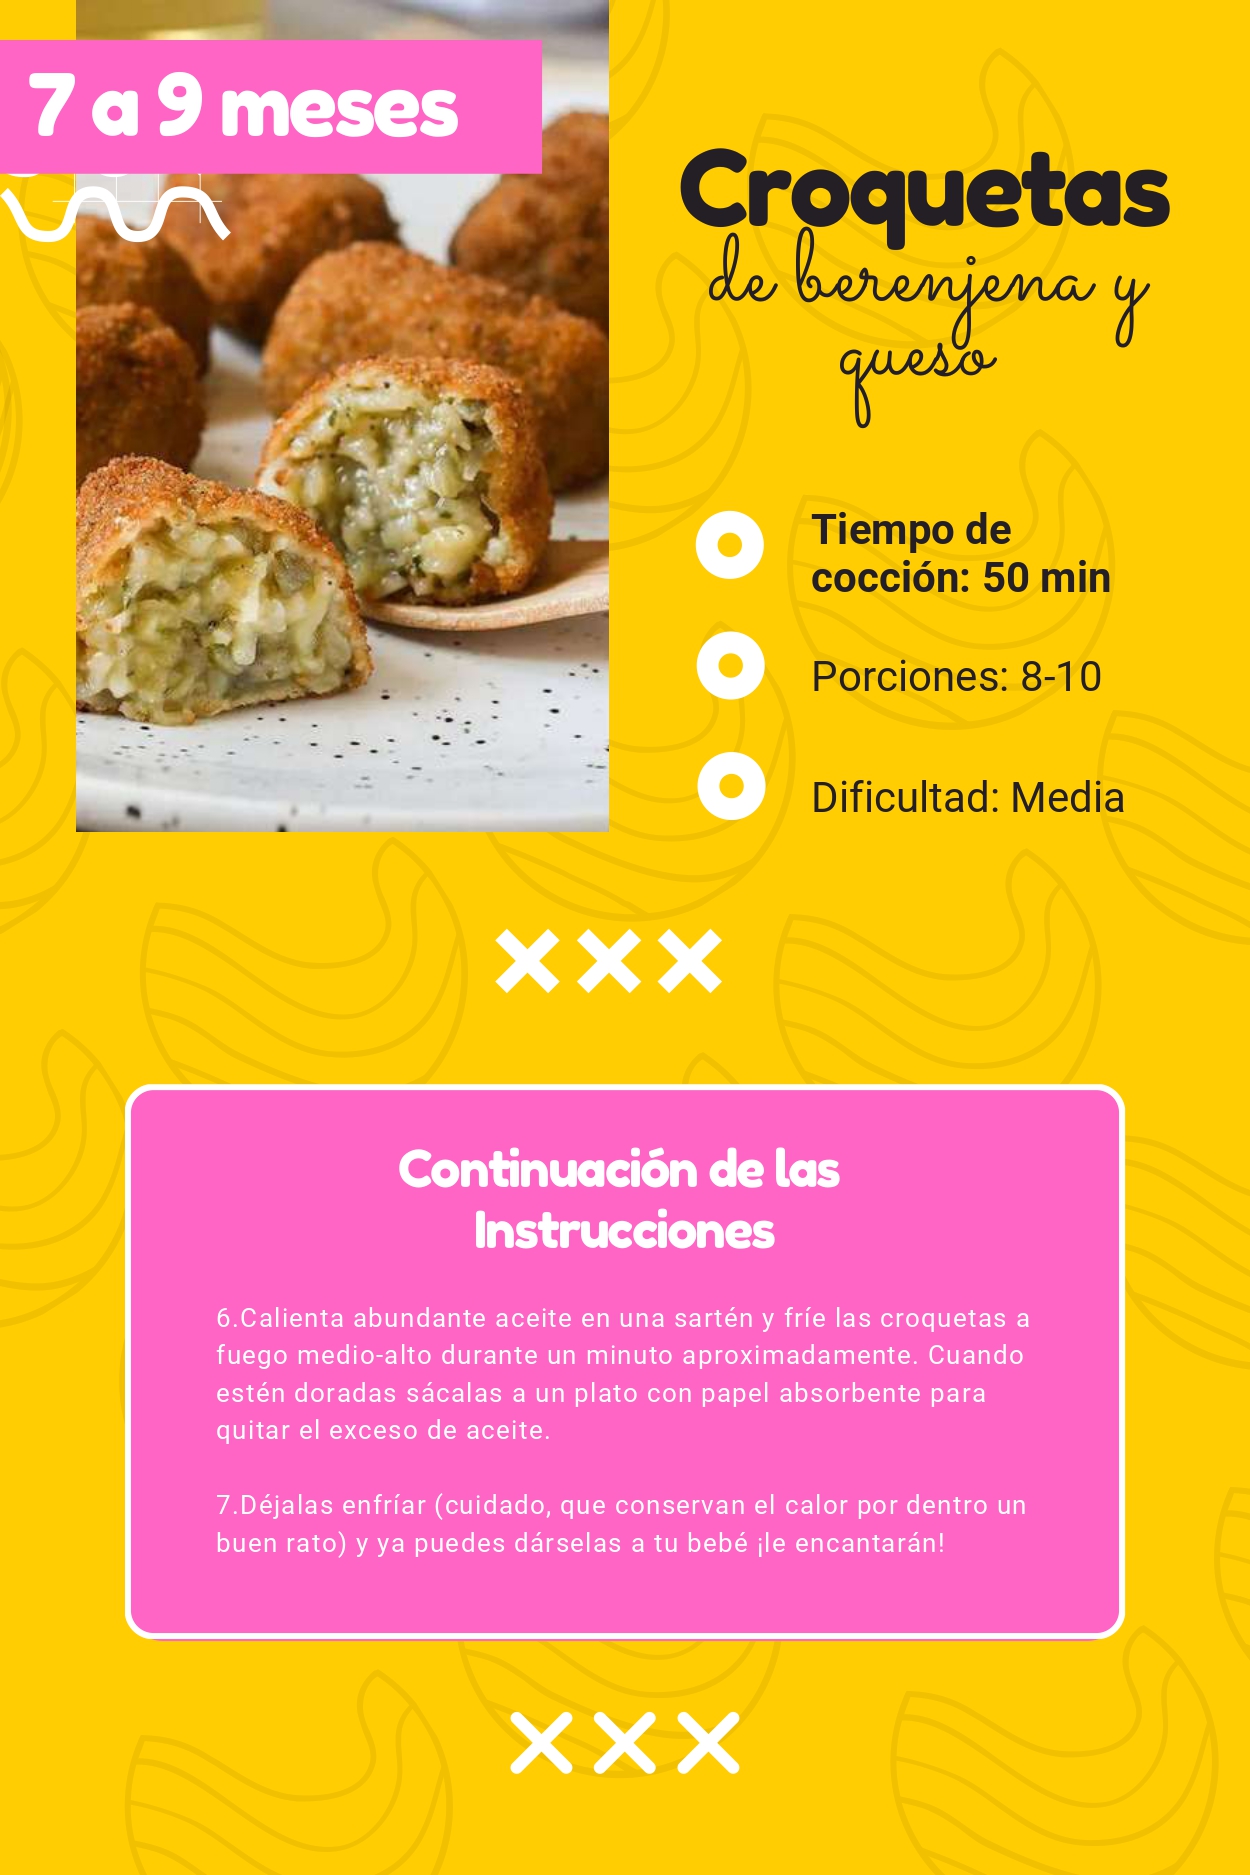 7 a 9 meses
Croquetas
de berenjena y
queso
Tiempo de
cocción: 50 min
Porciones: 8-10
Dificultad: Media
Continuación de las
Instrucciones
6.Calienta abundante aceite en una sartén y fríe las croquetas a
fuego medio-alto durante un minuto aproximadamente. Cuando
estén doradas sácalas a un plato con papel absorbente para
quitar el exceso de aceite.
7.Déjalas enfríar (cuidado, que conservan el calor por dentro un
buen rato) y ya puedes dárselas a tu bebé ¡le encantarán!